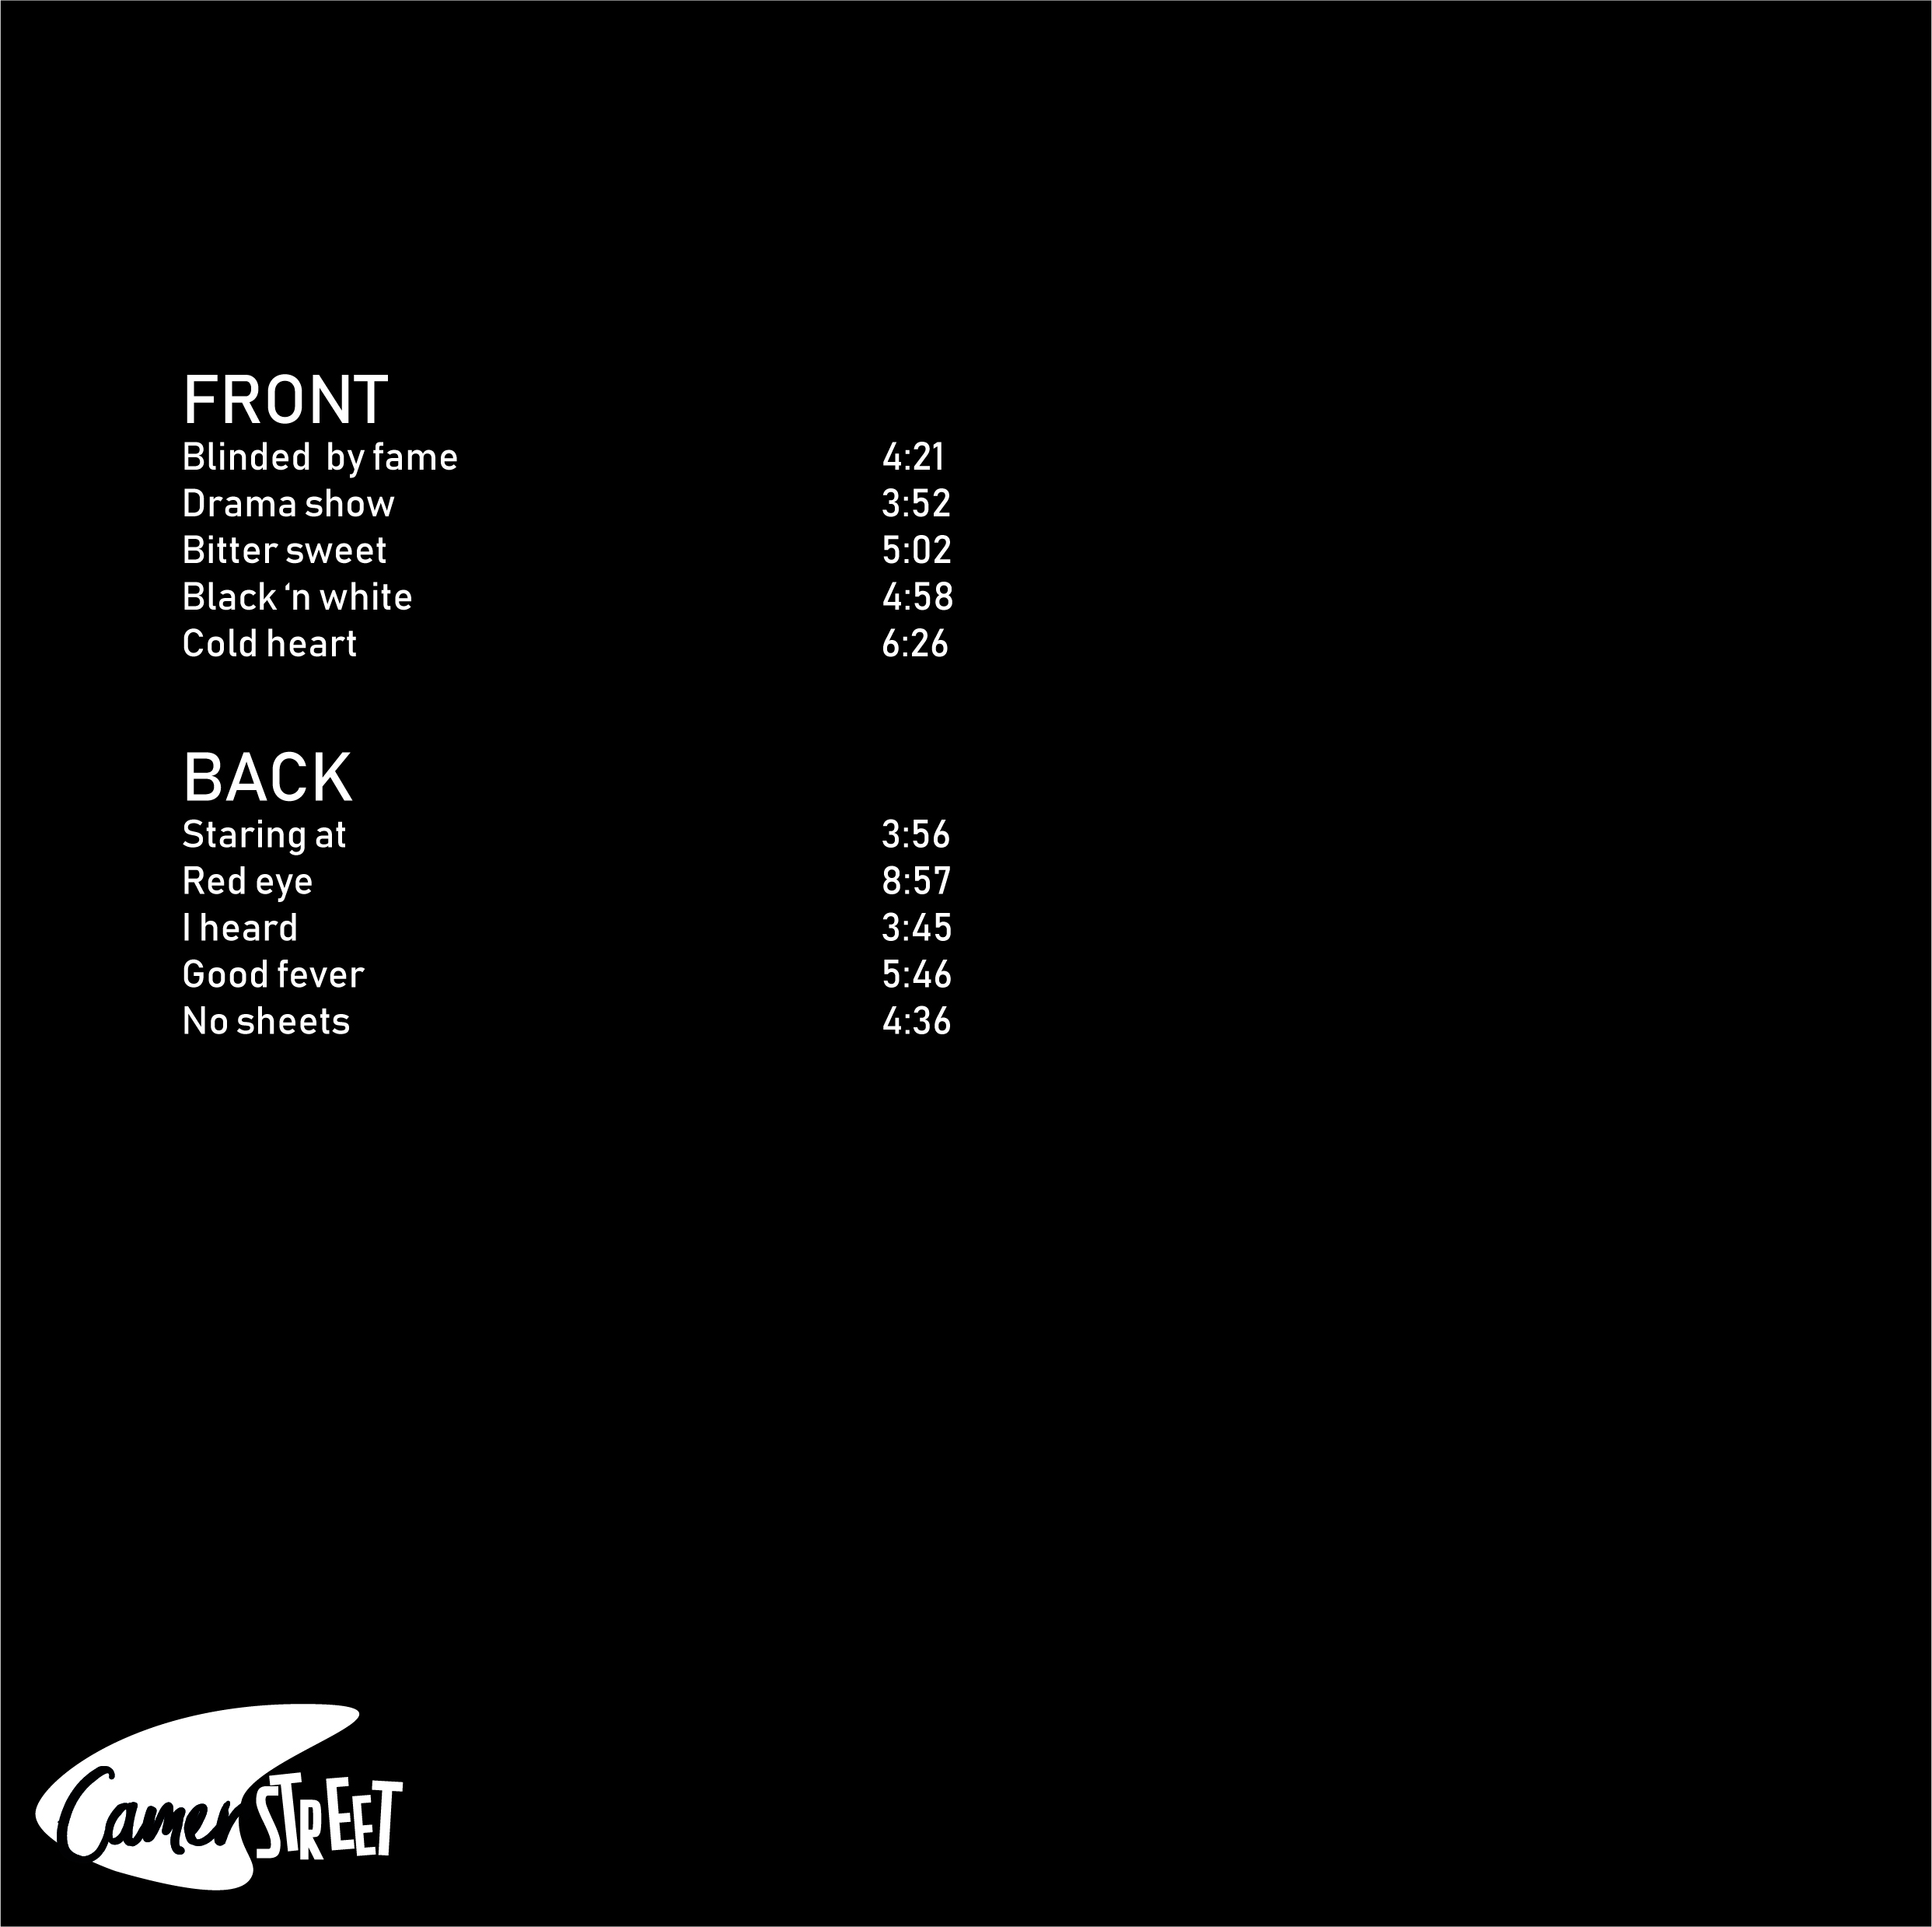 FRONT
Blinded  by fame 4:21
Drama show 3:52
Bitter sweet 5:02
Black ‘n white 4:58
Cold heart 6:26
BACK
Staring at 3:56
Red eye 8:57
I heard 3:45
Good fever 5:46
No sheets 4:36
STREET